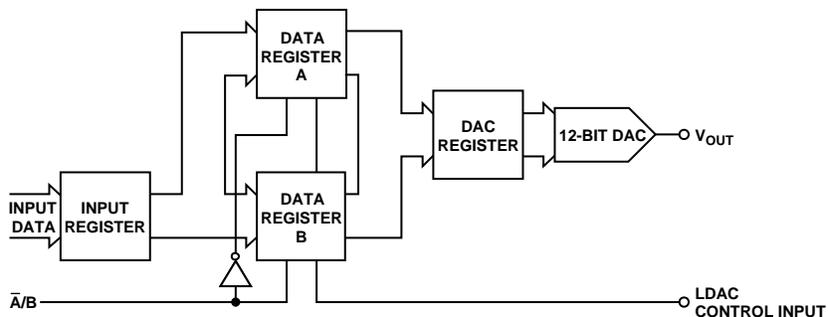 DATA
REGISTER
A
DAC
REGISTER
12-BIT DAC
VOUT
INPUT
DATA
INPUT
REGISTER
DATA
REGISTER
B
A̅/B
LDAC
CONTROL INPUT